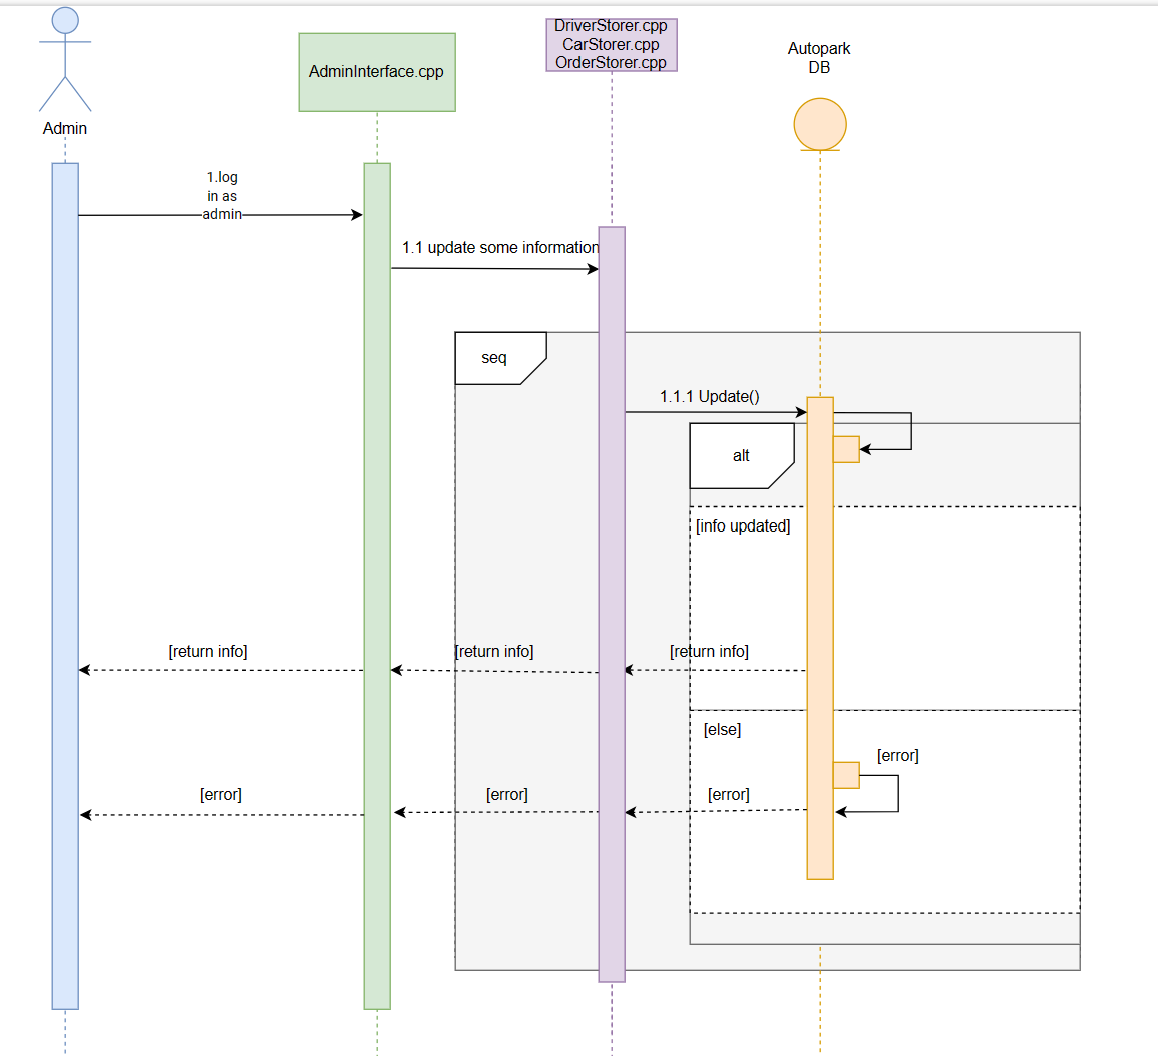 DriverStorer.cpp
CarStorer.cpp
OrderStorer.cpp
Autopark
DB
AdminInterface.cpp
Admin
1.log
in as
admin
1.1 update some information
seq
1.1.1 Update()
alt
[info updated]
[return info]
[return info]
[return info]
[else]
[error]
[error]
[error]
[error]